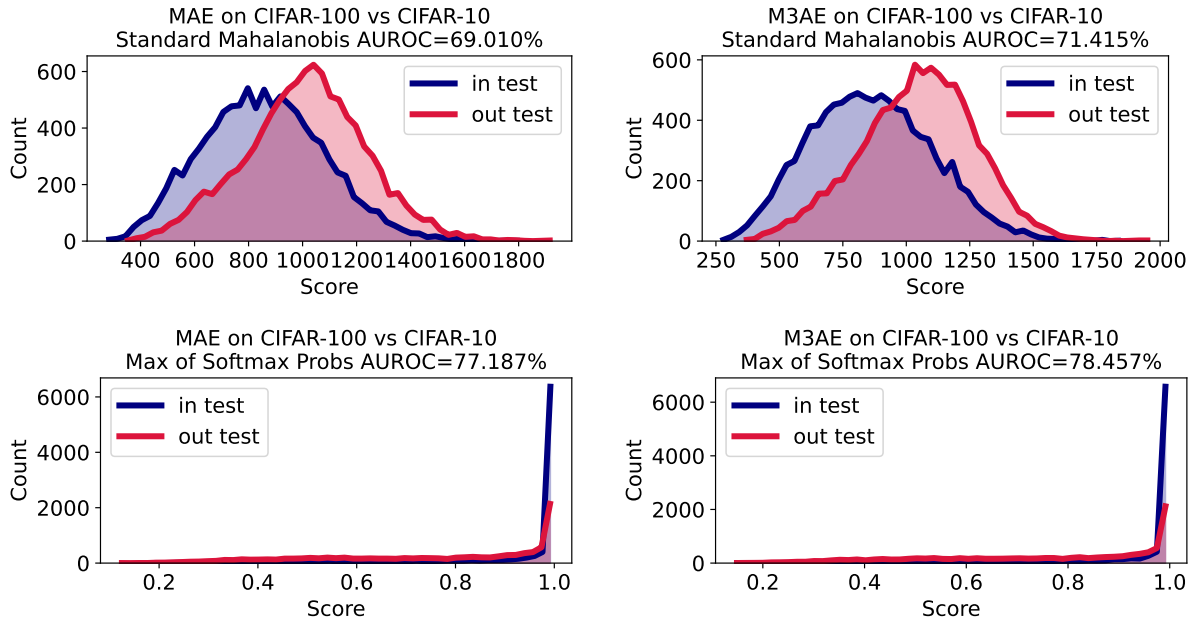 MAE on CIFAR-100 vs CIFAR-10
Standard Mahalanobis AUROC=69.010%
in test
out test
Count
600
400
200
0
400 600 800 1000 1200 1400 1600 1800
Score
M3AE on CIFAR-100 vs CIFAR-10
Standard Mahalanobis AUROC=71.415%
in test
out test
Count
600
400
200
0
250 500 750 1000 1250 1500 1750 2000
Score
MAE on CIFAR-100 vs CIFAR-10
Max of Softmax Probs AUROC=77.187%
in test
out test
Count
6000
4000
2000
0
0.2 0.4 0.6 0.8 1.0
Score
M3AE on CIFAR-100 vs CIFAR-10
Max of Softmax Probs AUROC=78.457%
in test
out test
Count
6000
4000
2000
0
0.2 0.4 0.6 0.8 1.0
Score